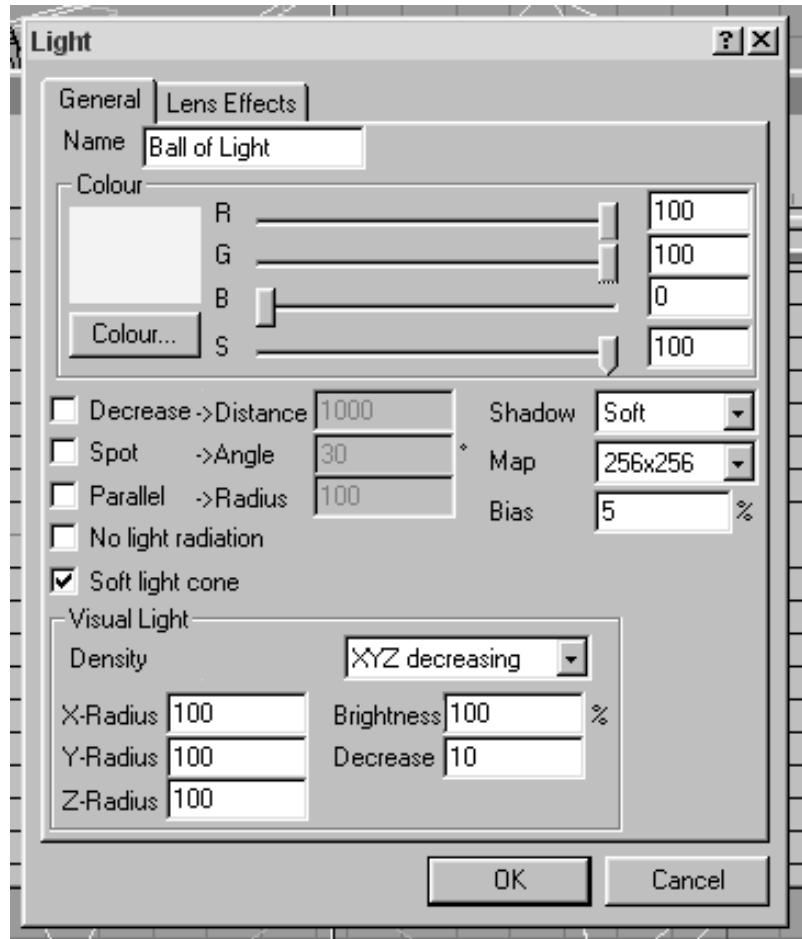 Light
General Lens Effects
Name Ball of Light
Colour
R 100
G 100
B 0
Colour... S 100
Decrease ->Distance 1000 Shadow Soft
Spot ->Angle 30 ° Map 256x256
Parallel ->Radius 100 Bias 5 %
No light radiation
Soft light cone
Visual Light
Density XYZ decreasing
X-Radius 100 Brightness 100 %
Y-Radius 100 Decrease 10
Z-Radius 100
OK Cancel